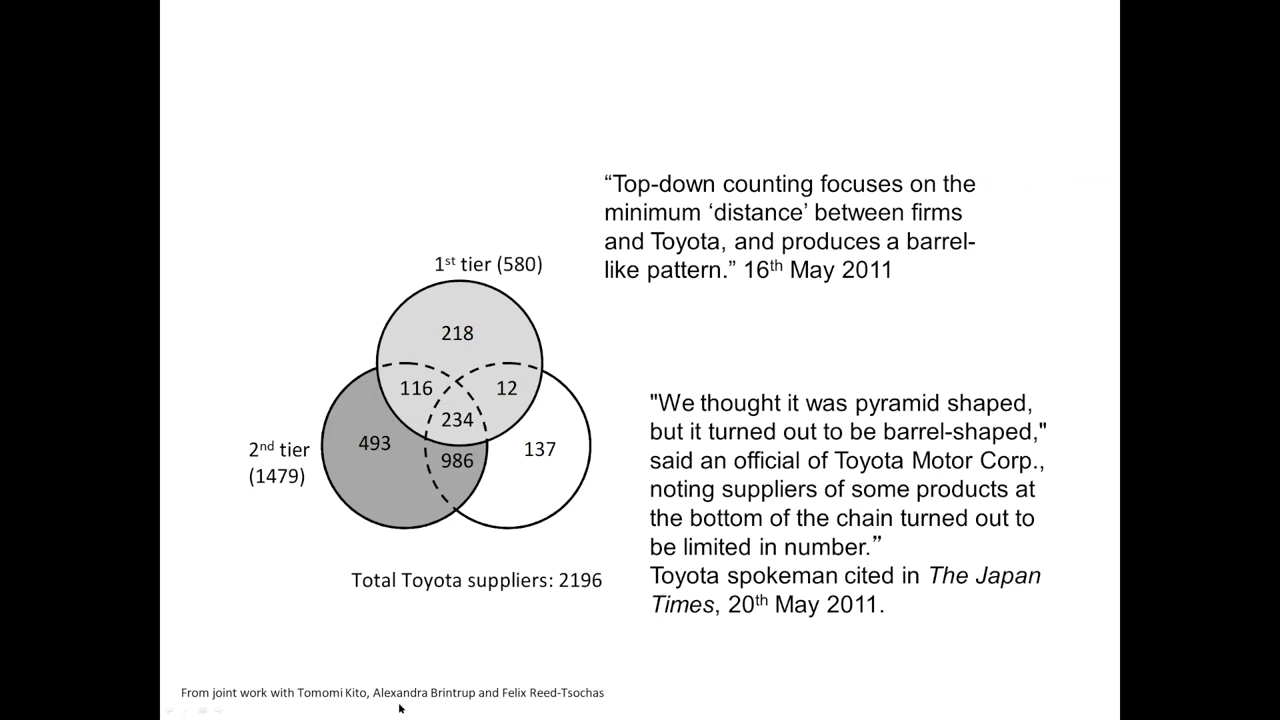 “Top-down counting focuses on the
minimum ‘distance’ between firms
and Toyota, and produces a barrel-
like pattern.” 16th May 2011
1st tier (580)
218
116
12
234
493
986
137
2nd tier
(1479)
Total Toyota suppliers: 2196
"We thought it was pyramid shaped,
but it turned out to be barrel-shaped,"
said an official of Toyota Motor Corp.,
noting suppliers of some products at
the bottom of the chain turned out to
be limited in number.”
Toyota spokeman cited in The Japan
Times, 20th May 2011.
From joint work with Tomomi Kito, Alexandra Brintrup and Felix Reed-Tsochas